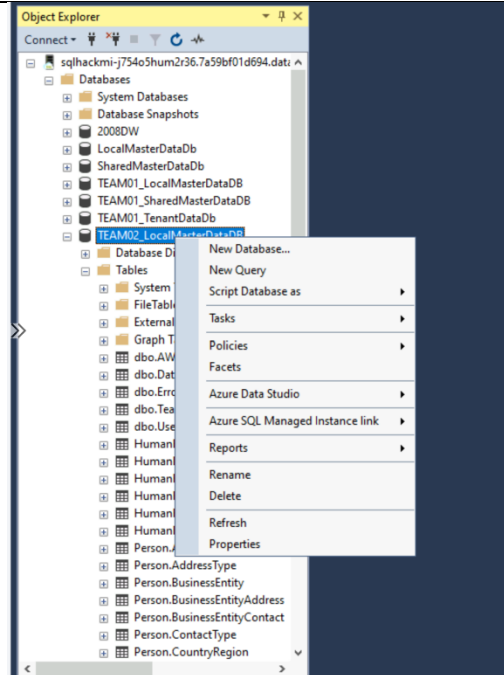 Object Explorer
Connect
sqlhackmi-j754o5hum2r36.7a59bf01d694.data
Databases
System Databases
Database Snapshots
2008DW
LocalMasterDataDb
SharedMasterDataDb
TEAM01_LocalMasterDataDB
TEAM01_SharedMasterDataDB
TEAM01_TenantDataDb
TEAM02_LocalMasterDataDB
Database Di
Tables
System
FileTabl
External
Graph T
dbo.AW
dbo.Dat
dbo.Erro
dbo.Tea
dbo.Use
Human
Human
Human
Human
Human
Human
Person.
Person.AddressType
Person.BusinessEntity
Person.BusinessEntityAddress
Person.BusinessEntityContact
Person.ContactType
Person.CountryRegion
New Database...
New Query
Script Database as
Tasks
Policies
Facets
Azure Data Studio
Azure SQL Managed Instance link
Reports
Rename
Delete
Refresh
Properties